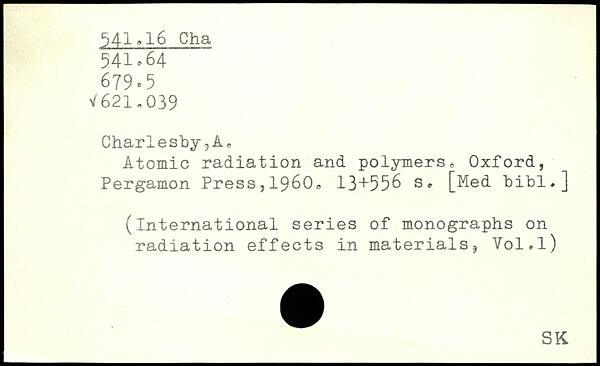 541.16 Cha
541.64
679.5
√621.039
Charlesby,A.
Atomic radiation and polymers. Oxford,
Pergamon Press,1960. 13+556 s. [Med bibl.]
(International series of monographs on
radiation effects in materials, Vol.1)
SK